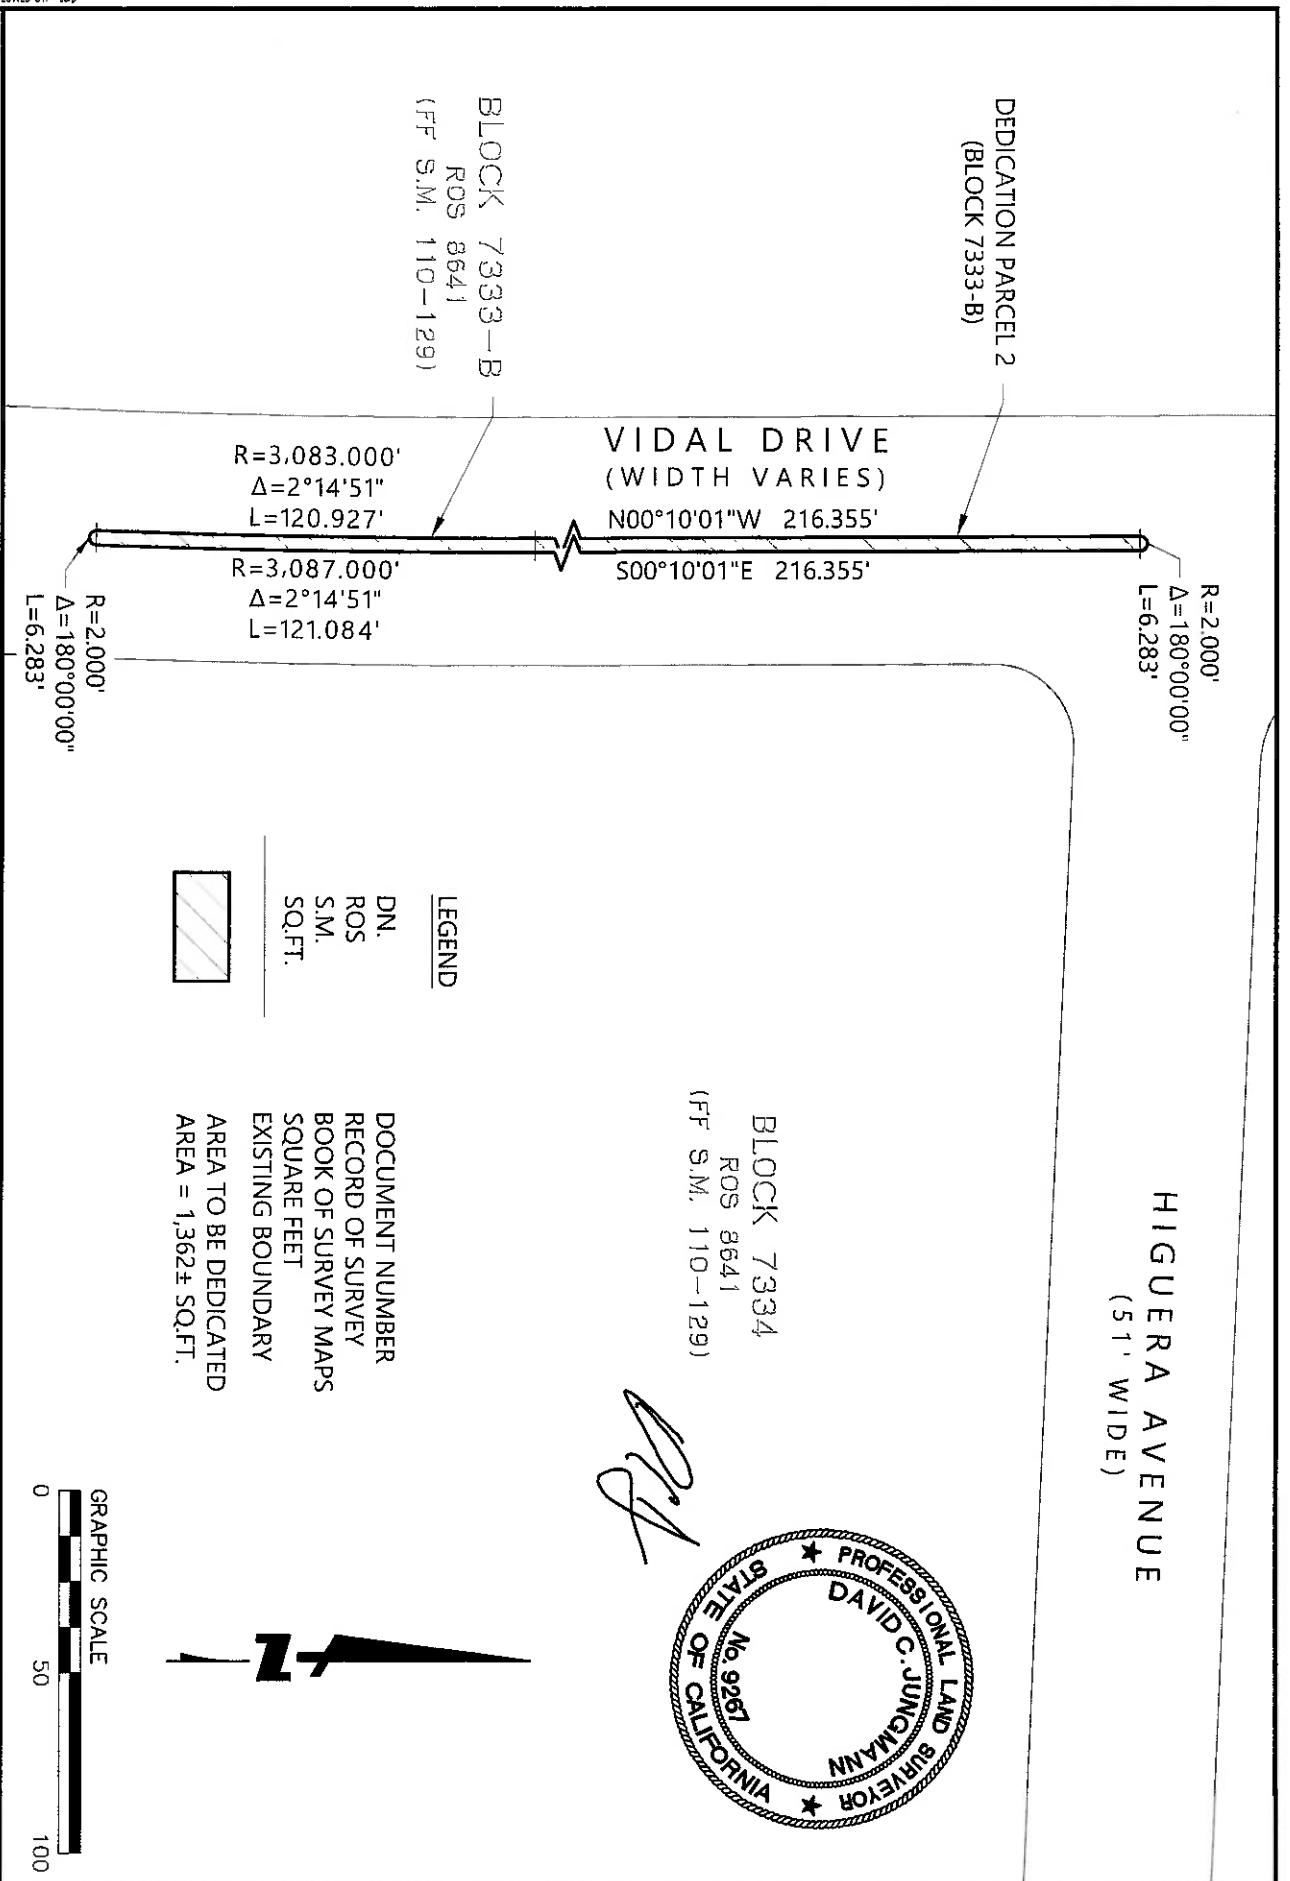 DEDICATION PARCEL 2
(BLOCK 7333-B)
BLOCK 7333-B
ROS 8641
(FF S.M. 110-129)
VIDAL DRIVE
(WIDTH VARIES)
N00°10'01"W 216.355'
S00°10'01"E 216.355'
R=3,083.000'
Δ=2°14'51"
L=120.927'
R=3,087.000'
Δ=2°14'51"
L=121.084'
R=2.000'
Δ=180°00'00"
L=6.283'
R=2.000'
Δ=180°00'00"
L=6.283'
HIGUERA AVENUE
(51' WIDE)
BLOCK 7334
ROS 8641
(FF S.M. 110-129)
LEGEND
DN. DOCUMENT NUMBER
ROS RECORD OF SURVEY
S.M. BOOK OF SURVEY MAPS
SQ.FT. SQUARE FEET
EXISTING BOUNDARY
AREA TO BE DEDICATED
AREA = 1,362± SQ.FT.
PROFESSIONAL LAND SURVEYOR
DAVID C. JUNGMANN
No. 9267
STATE OF CALIFORNIA
Z
GRAPHIC SCALE
0 50 100